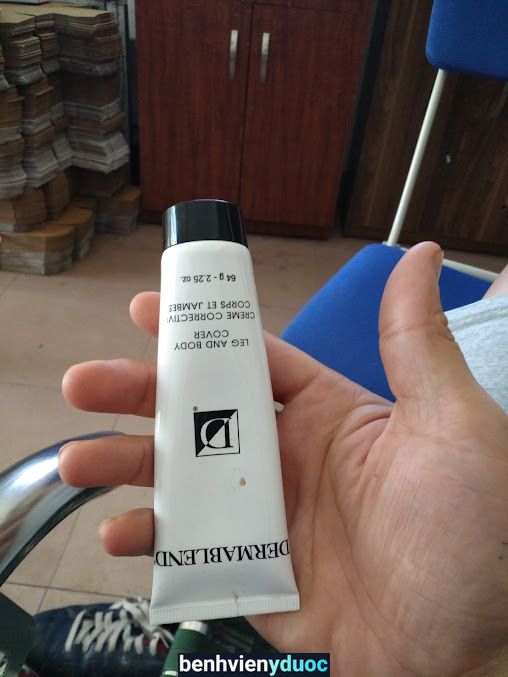 DERMABLEND
D
®
LEG AND BODY
COVER
CREME CORRECTIV
CORPS ET JAMBES
64 g - 2.25 oz.
benhvienyduoc